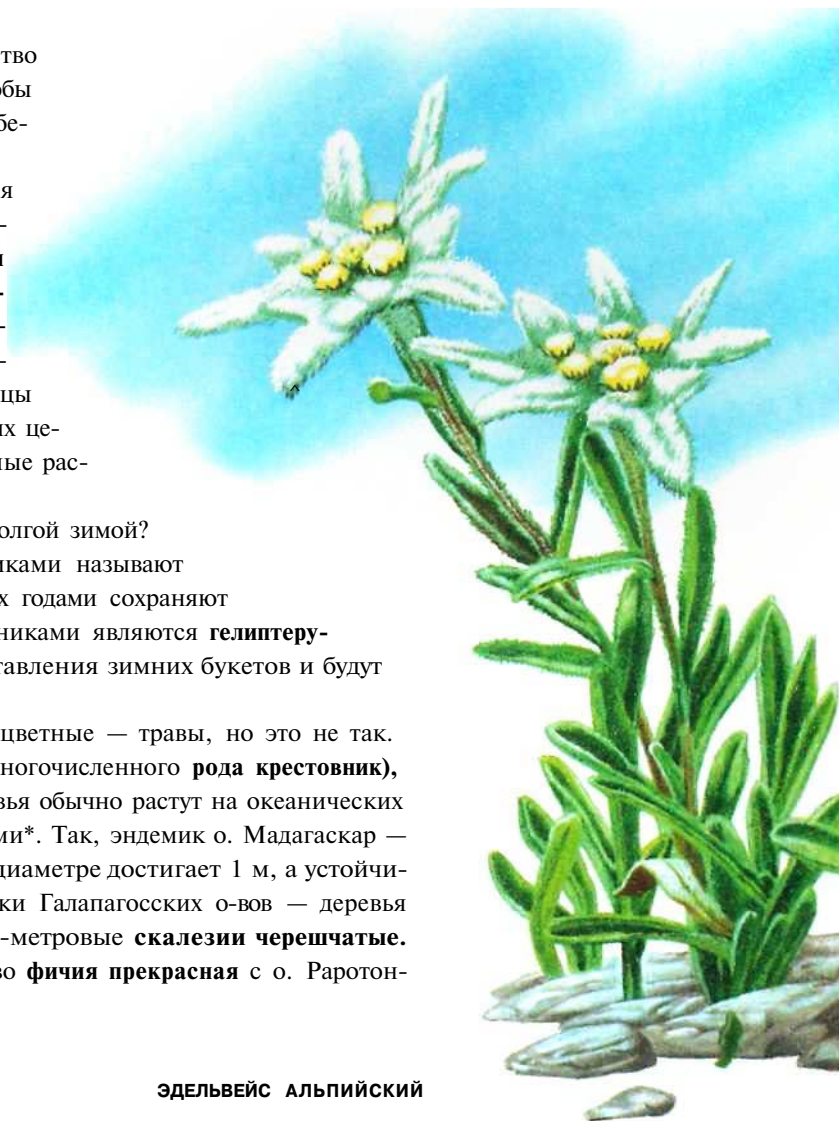 тво
обы
бе-
я
–
и
-
–
–
цы
их це-
ные рас-
олгой зимой?
иками называют
х годами сохраняют
никами являются гелиптеру-
тавления зимних букетов и будут
цветные — травы, но это не так.
ногочисленного рода крестовник),
вья обычно растут на океанических
ми*. Так, эндемик о. Мадагаскар —
диаметре достигает 1 м, а устойчи-
ки Галапагосских о-вов — деревья
-метровые скалезии черешчатые.
во фичия прекрасная с о. Раротон-
ЭДЕЛЬВЕЙС АЛЬПИЙСКИЙ